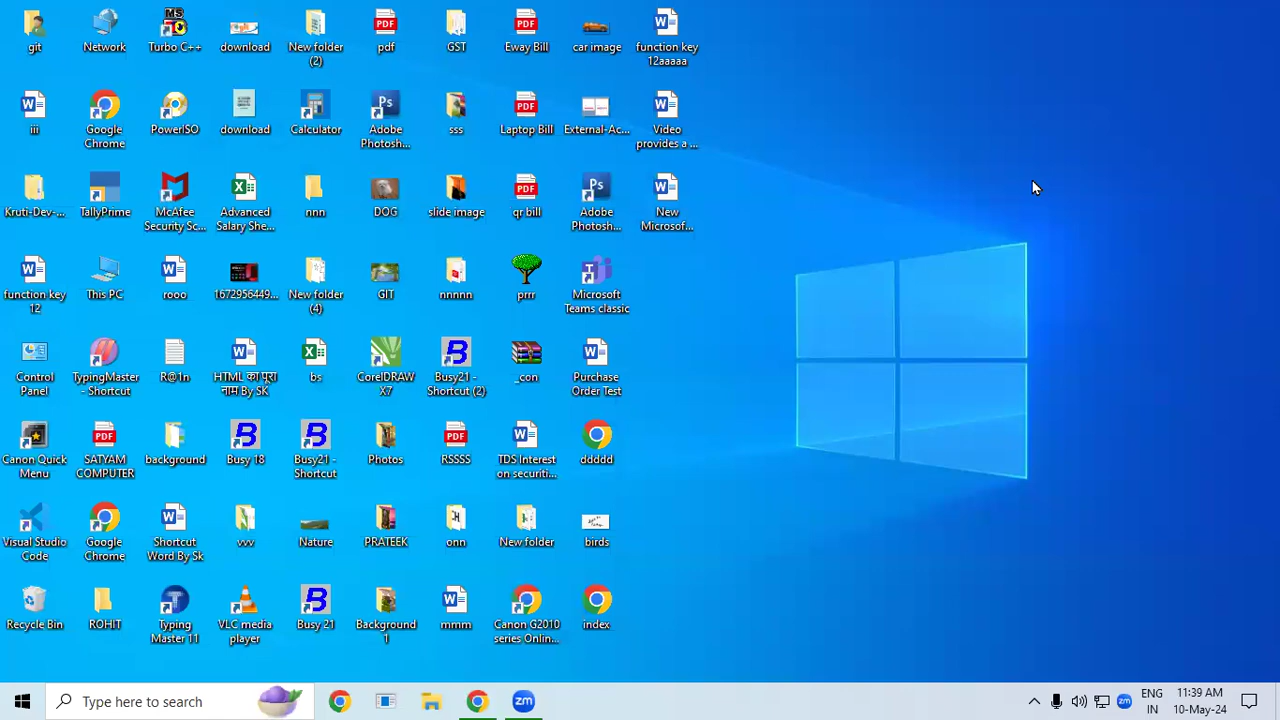 git
Network
Turbo C++
download
New folder
(2)
pdf
GST
Eway Bill
car image
function key
12aaaaa
iii
Google
Chrome
PowerISO
download
Calculator
Adobe
Photosh...
sss
Laptop Bill
External-Ac...
Video
provides a ...
Kruti-Dev-...
TallyPrime
McAfee
Security Sc...
Advanced
Salary She...
nnn
DOG
slide image
qr bill
Adobe
Photosh...
New
Microsof...
function key
12
This PC
rooo
1672956449...
New folder
(4)
GIT
nnnnn
prrr
Microsoft
Teams classic
Control
Panel
TypingMaster
- Shortcut
R@1n
HTML का पूरा
नाम By SK
bs
CorelDRAW
X7
Busy21 -
Shortcut (2)
_con
Purchase
Order Test
Canon Quick
Menu
SATYAM
COMPUTER
background
Busy 18
Busy21 -
Shortcut
Photos
RSSSS
TDS Interest
on securiti...
ddddd
Visual Studio
Code
Google
Chrome
Shortcut
Word By Sk
vvv
Nature
PRATEEK
onn
New folder
birds
Recycle Bin
ROHIT
Typing
Master 11
VLC media
player
Busy 21
Background
1
mmm
Canon G2010
series Onlin...
index
Type here to search
zm
zm
ENG
IN
11:39 AM
10-May-24